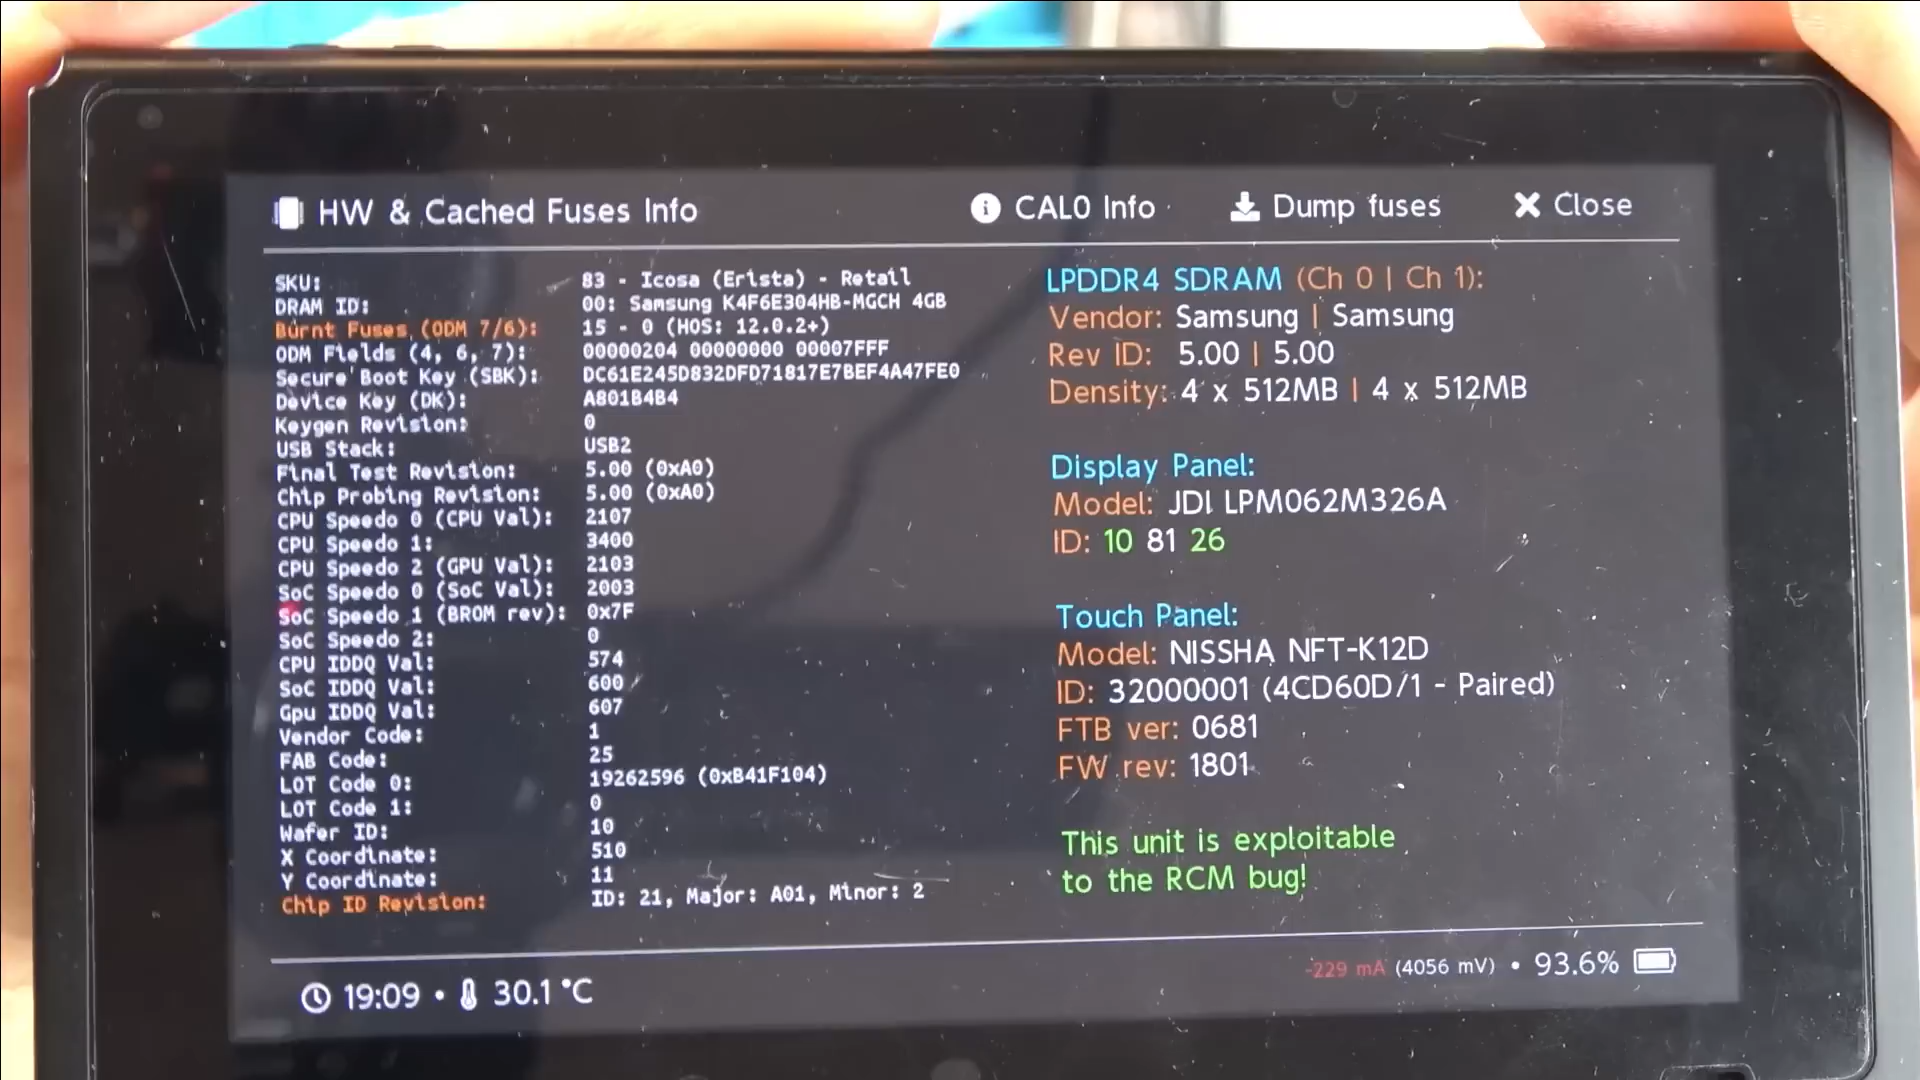 HW & Cached Fuses Info
CAL0 Info
Dump fuses
Close
SKU: 83 - Icosa (Erista) - Retail
DRAM ID: 00: Samsung K4F6E304HB-MGCH 4GB
Burnt Fuses (ODM 7/6): 15 - 0 (HOS: 12.0.2+)
ODM Fields (4, 6, 7): 00000204 00000000 00007FFF
Secure Boot Key (SBK): DC61E245D832DFD71817E7BEF4A47FE0
Device Key (DK): A801B4B4
Keygen Revision: 0
USB Stack: USB2
Final Test Revision: 5.00 (0xA0)
Chip Probing Revision: 5.00 (0xA0)
CPU Speedo 0 (CPU Val): 2107
CPU Speedo 1: 3400
CPU Speedo 2 (GPU Val): 2103
SoC Speedo 0 (SoC Val): 2003
SoC Speedo 1 (BROM rev): 0x7F
SoC Speedo 2: 0
CPU IDDQ Val: 574
SoC IDDQ Val: 600
Gpu IDDQ Val: 607
Vendor Code: 1
FAB Code: 25
LOT Code 0: 19262596 (0xB41F104)
LOT Code 1: 0
Wafer ID: 10
X Coordinate: 510
Y Coordinate: 11
Chip ID Revision: ID: 21, Major: A01, Minor: 2
LPDDR4 SDRAM (Ch 0 | Ch 1):
Vendor: Samsung | Samsung
Rev ID: 5.00 | 5.00
Density: 4 x 512MB | 4 x 512MB
Display Panel:
Model: JDI LPM062M326A
ID: 10 81 26
Touch Panel:
Model: NISSHA NFT-K12D
ID: 32000001 (4CD60D/1 - Paired)
FTB ver: 0681
FW rev: 1801
This unit is exploitable
to the RCM bug!
19:09 • 30.1 °C
-229 mA (4056 mV) • 93.6%